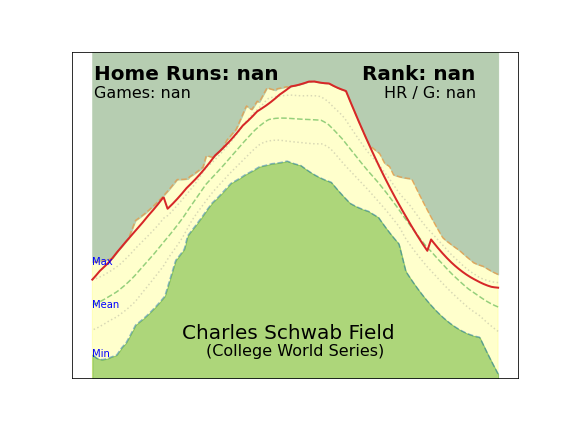 Home Runs: nan
Rank: nan
Games: nan
HR / G: nan
Max
Mean
Min
Charles Schwab Field
(College World Series)